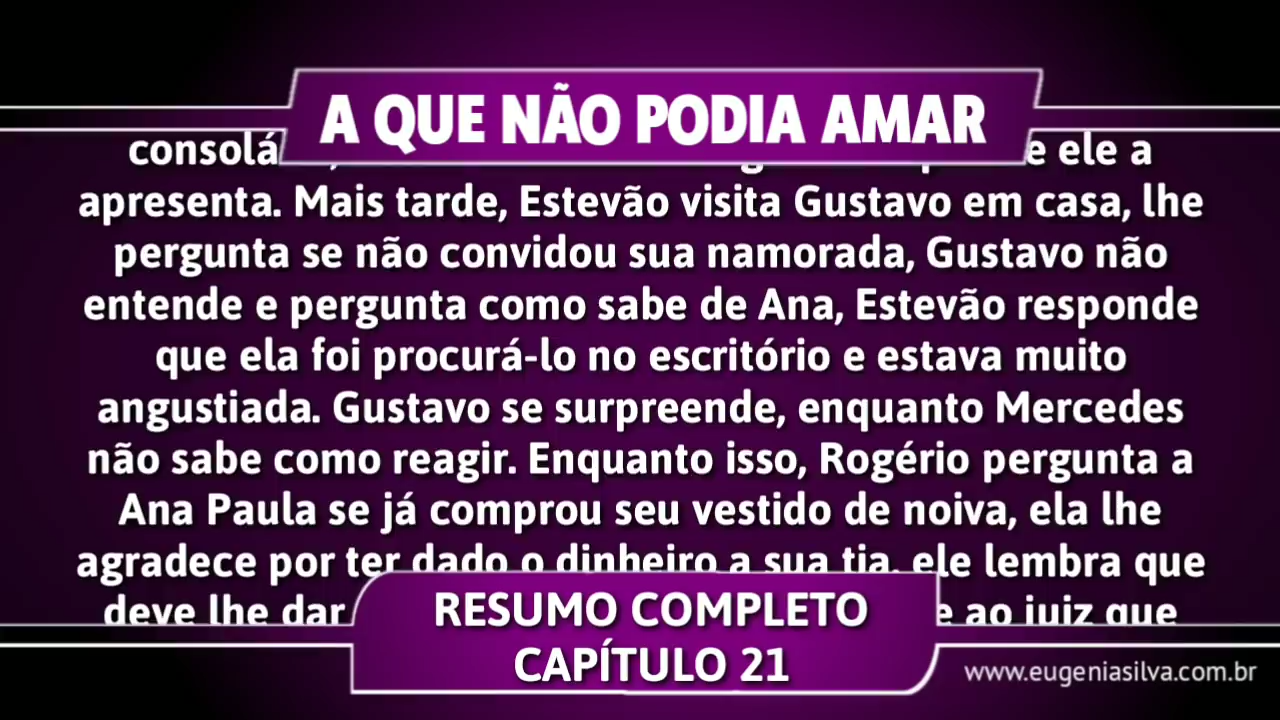 A QUE NÃO PODIA AMAR
e ele a
apresenta. Mais tarde, Estevão visita Gustavo em casa, lhe
pergunta se não convidou sua namorada, Gustavo não
entende e pergunta como sabe de Ana, Estevão responde
que ela foi procurá-lo no escritório e estava muito
angustiada. Gustavo se surpreende, enquanto Mercedes
não sabe como reagir. Enquanto isso, Rogério pergunta a
Ana Paula se já comprou seu vestido de noiva, ela lhe
agradece por ter dado o dinheiro a sua tia, ele lembra que
deve lhe dar e ao juiz que
RESUMO COMPLETO
CAPÍTULO 21
www.eugeniasilva.com.br